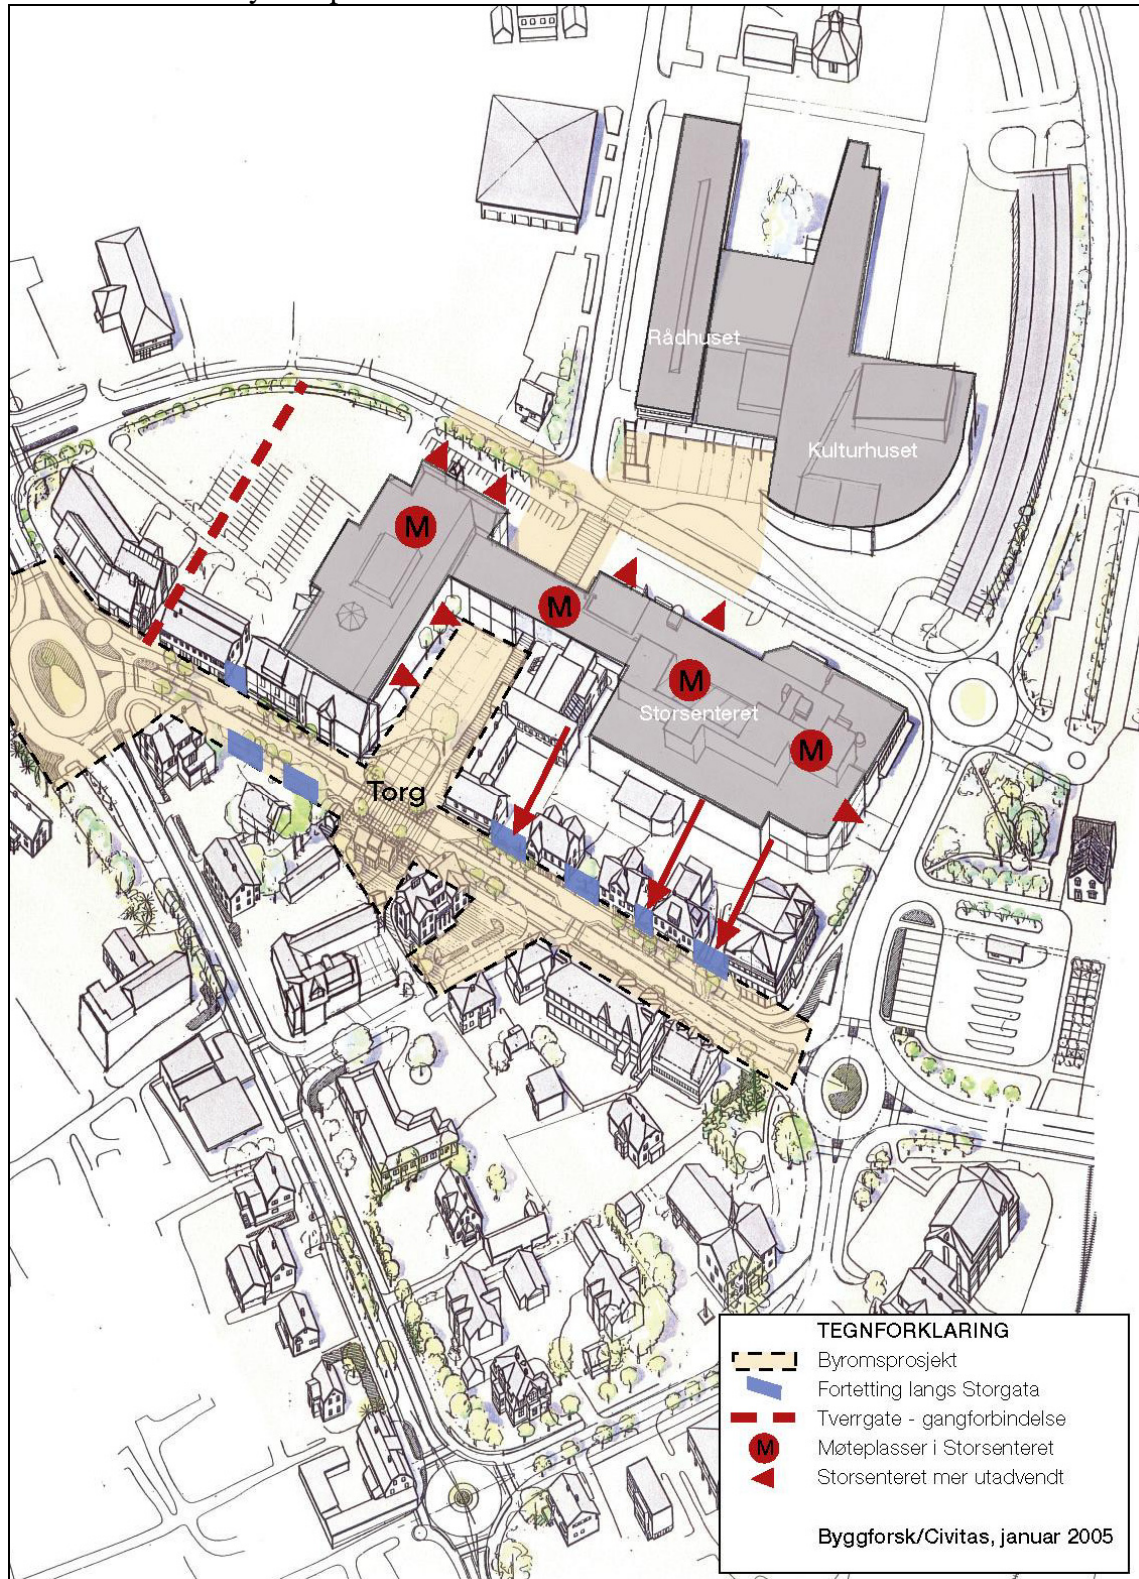 Rådhuset
Kulturhuset
M
M
M
Storsenteret
M
Torg
TEGNFORKLARING
Byromsprosjekt
Fortetting langs Storgata
Tverrgate - gangforbindelse
M Møteplasser i Storsenteret
Storsenteret mer utadvendt
Byggforsk/Civitas, januar 2005